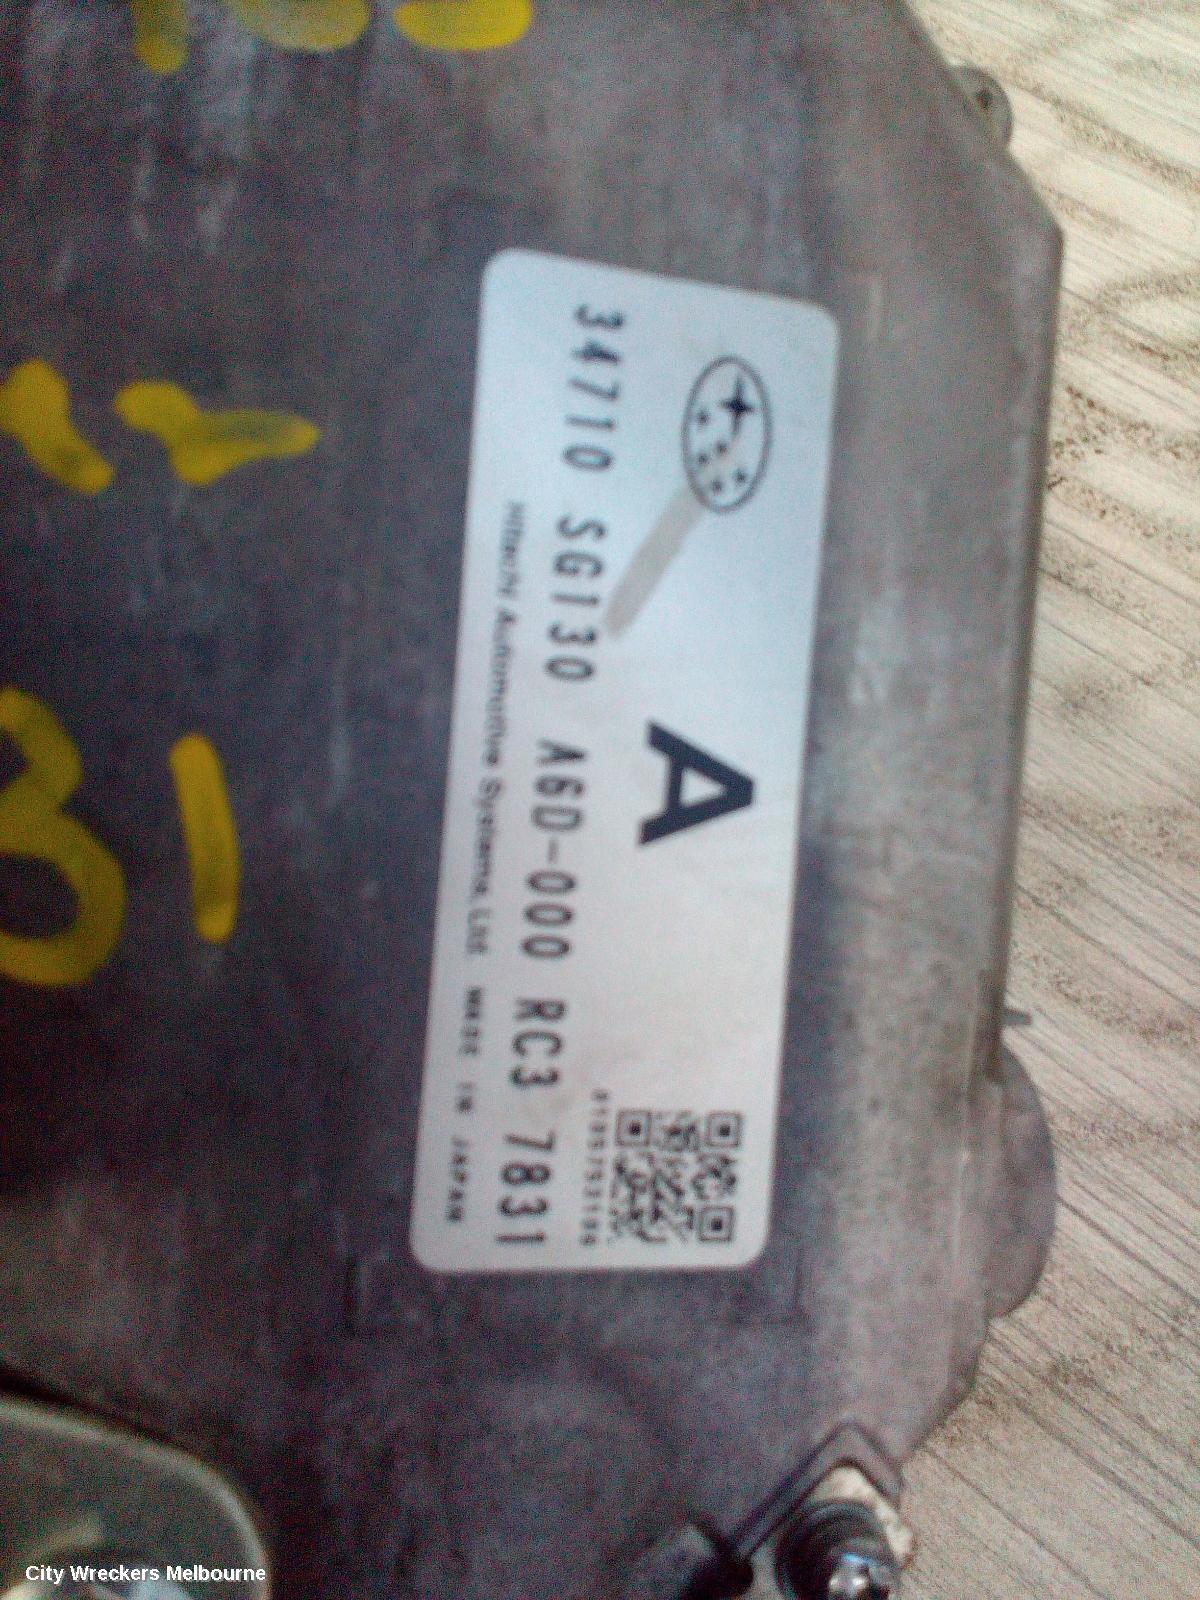 A
34710 SG130 A6D-000 RC3 7831
Hitachi Automotive Systems, Ltd. MADE IN JAPAN
City Wreckers Melbourne